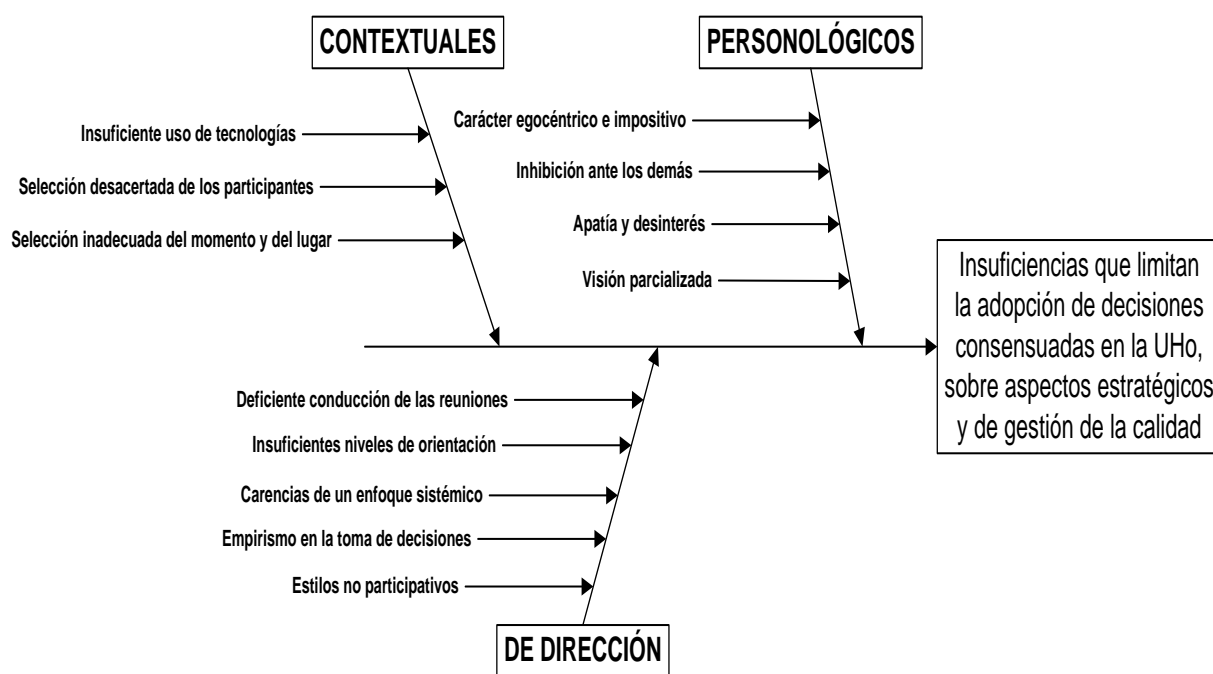 CONTEXTUALES
PERSONOLÓGICOS
Insuficiente uso de tecnologías
Selección desacertada de los participantes
Selección inadecuada del momento y del lugar
Carácter egocéntrico e impositivo
Inhibición ante los demás
Apatía y desinterés
Visión parcializada
Insuficiencias que limitan
la adopción de decisiones
consensuadas en la UHo,
sobre aspectos estratégicos
y de gestión de la calidad
Deficiente conducción de las reuniones
Insuficientes niveles de orientación
Carencias de un enfoque sistémico
Empirismo en la toma de decisiones
Estilos no participativos
DE DIRECCIÓN